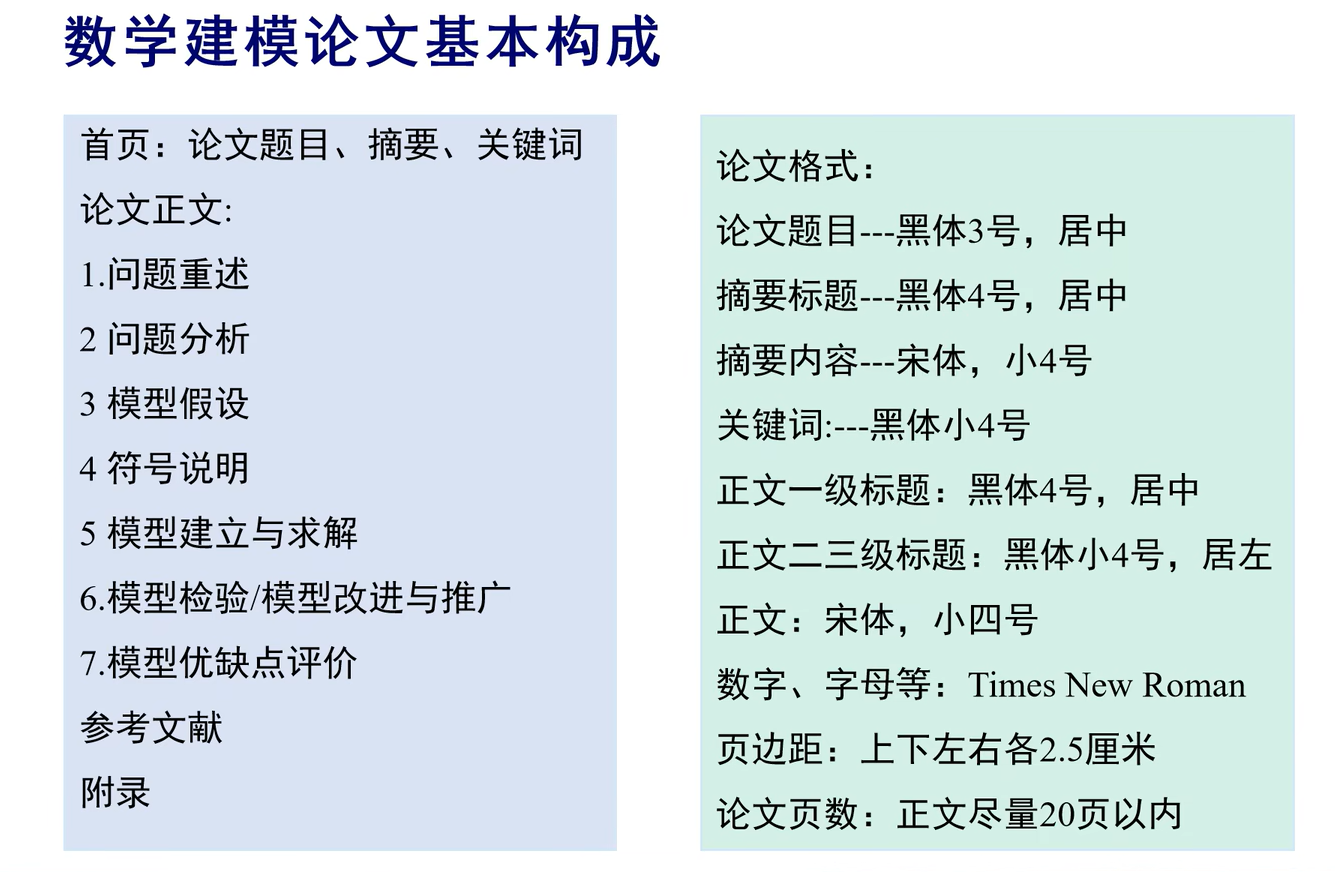 数学建模论文基本构成
首页：论文题目、摘要、关键词
论文正文:
1.问题重述
2 问题分析
3 模型假设
4 符号说明
5 模型建立与求解
6.模型检验/模型改进与推广
7.模型优缺点评价
参考文献
附录
论文格式：
论文题目---黑体3号，居中
摘要标题---黑体4号，居中
摘要内容---宋体，小4号
关键词:---黑体小4号
正文一级标题：黑体4号，居中
正文二三级标题：黑体小4号，居左
正文：宋体，小四号
数字、字母等：Times New Roman
页边距：上下左右各2.5厘米
论文页数：正文尽量20页以内